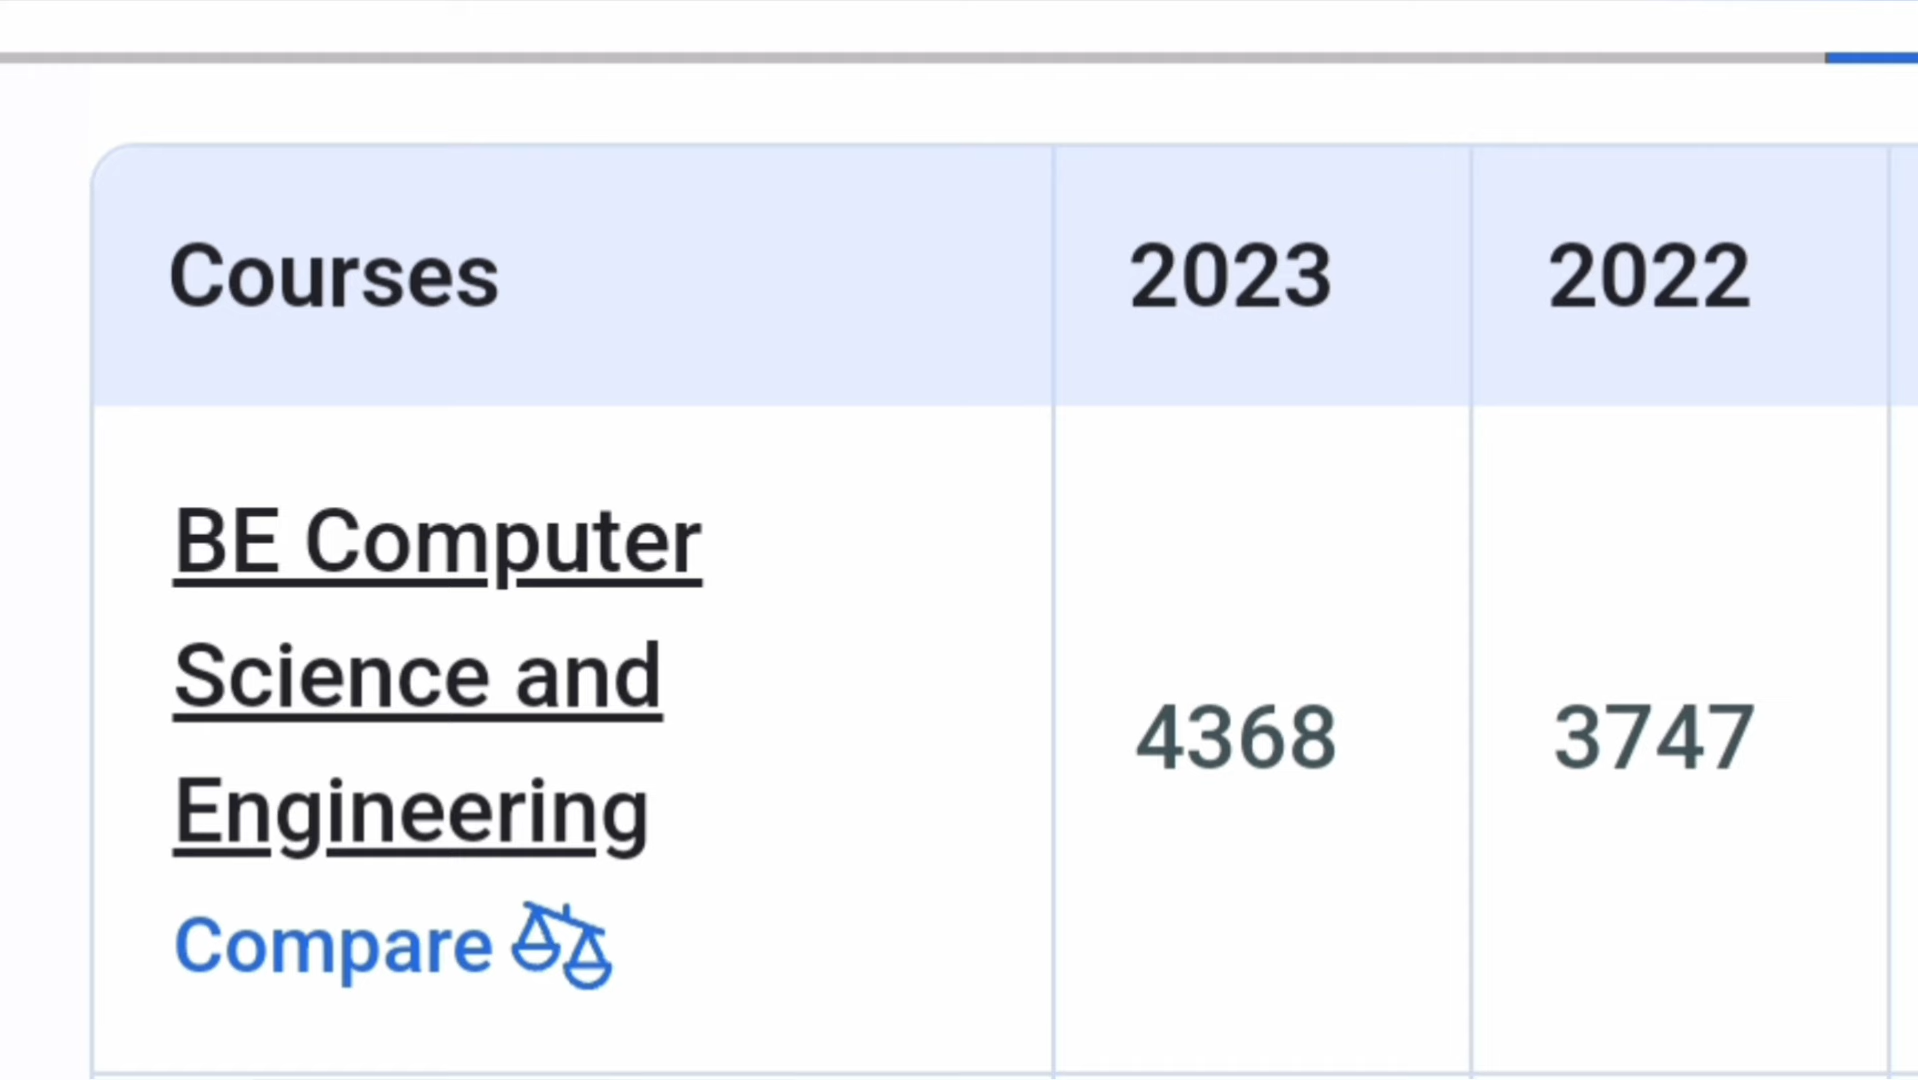 Courses 2023 2022
BE Computer
Science and
Engineering
4368 3747
Compare